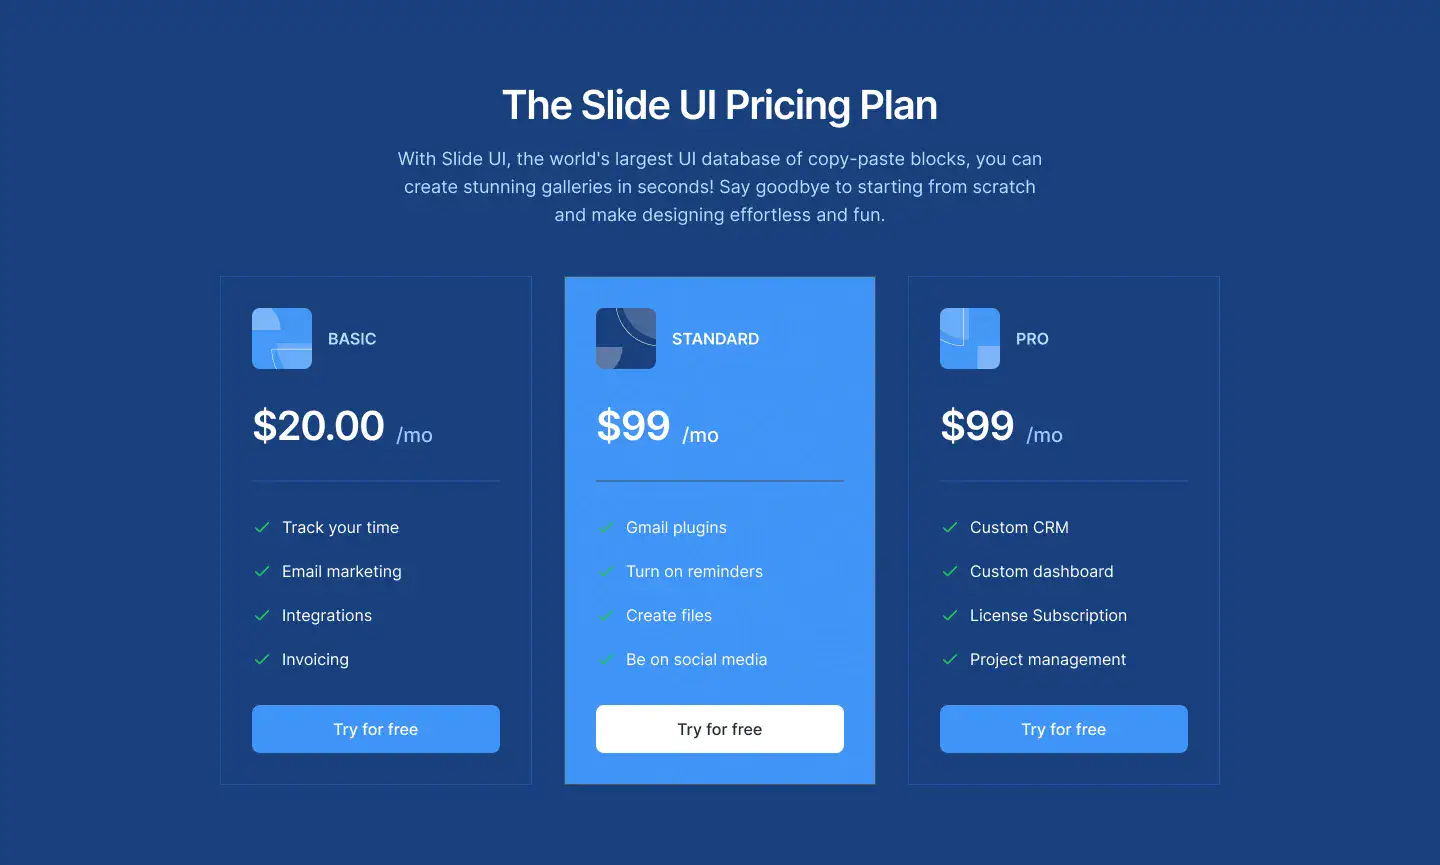 The Slide UI Pricing Plan
With Slide UI, the world's largest UI database of copy-paste blocks, you can
create stunning galleries in seconds! Say goodbye to starting from scratch
and make designing effortless and fun.
BASIC
$20.00 /mo
Track your time
Email marketing
Integrations
Invoicing
Try for free
STANDARD
$99 /mo
Gmail plugins
Turn on reminders
Create files
Be on social media
Try for free
PRO
$99 /mo
Custom CRM
Custom dashboard
License Subscription
Project management
Try for free